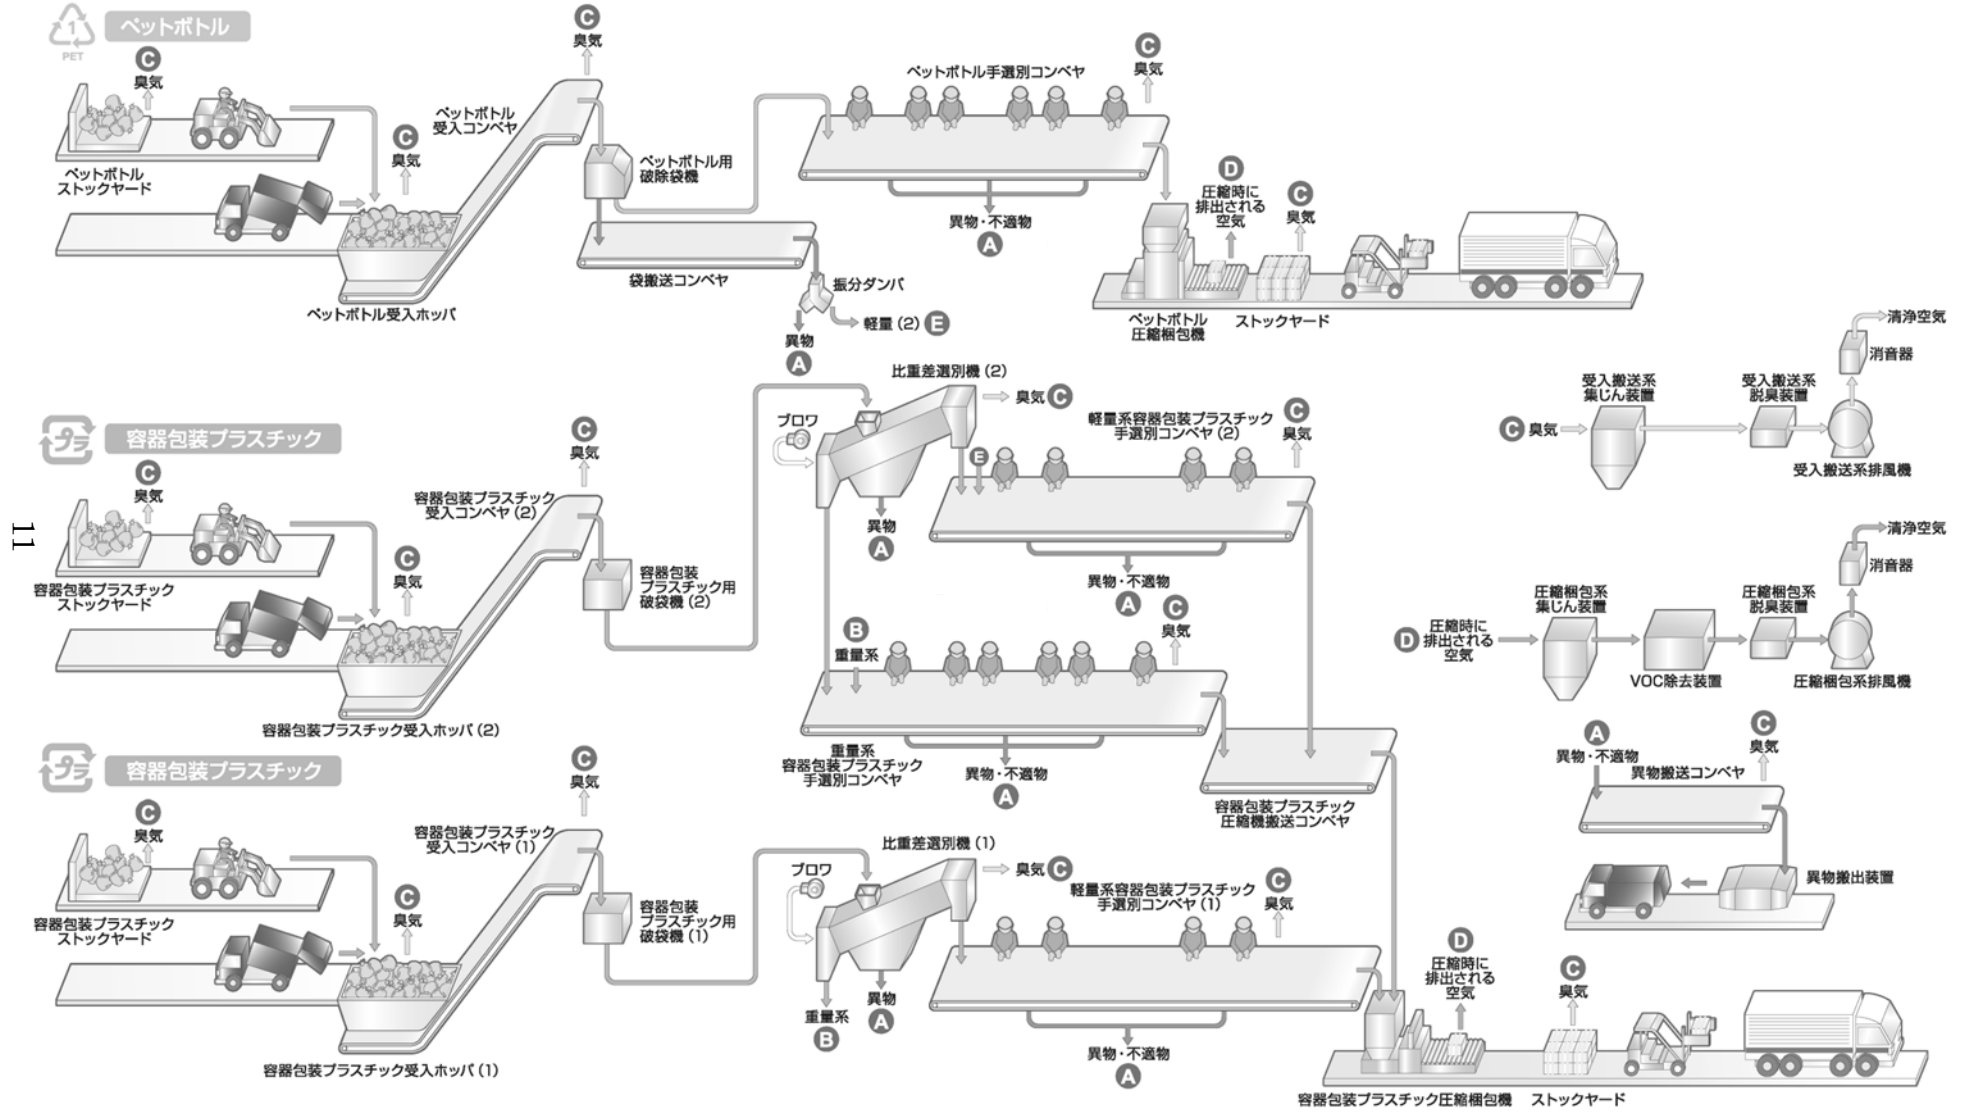 1
PET
ペットボトル
C
臭気
ペットボトル
ストックヤード
C
臭気
ペットボトル受入ホッパ
ペットボトル
受入コンベヤ
C
臭気
ペットボトル用
破除袋機
袋搬送コンベヤ
振分ダンパ
軽量(2) E
異物
A
ペットボトル手選別コンベヤ
C
臭気
異物・不適物
A
D
圧縮時に
排出される
空気
C
臭気
ペットボトル
圧縮梱包機
ストックヤード
プラ
容器包装プラスチック
C
臭気
容器包装プラスチック
ストックヤード
C
臭気
容器包装プラスチック受入ホッパ(2)
容器包装プラスチック
受入コンベヤ(2)
C
臭気
容器包装
プラスチック用
破袋機(2)
ブロワ
比重差選別機(2)
臭気 C
異物
A
E
軽量系容器包装プラスチック
手選別コンベヤ(2)
C
臭気
異物・不適物
A
B
重量系
C
臭気
重量系
容器包装プラスチック
手選別コンベヤ
異物・不適物
A
容器包装プラスチック
圧縮機搬送コンベヤ
プラ
容器包装プラスチック
C
臭気
容器包装プラスチック
ストックヤード
C
臭気
容器包装プラスチック受入ホッパ(1)
容器包装プラスチック
受入コンベヤ(1)
C
臭気
容器包装
プラスチック用
破袋機(1)
ブロワ
比重差選別機(1)
臭気 C
重量系
B
異物
A
軽量系容器包装プラスチック
手選別コンベヤ(1)
C
臭気
異物・不適物
A
D
圧縮時に
排出される
空気
C
臭気
容器包装プラスチック圧縮梱包機
ストックヤード
C 臭気
受入搬送系
集じん装置
受入搬送系
脱臭装置
受入搬送系排風機
消音器
清浄空気
D 圧縮時に
排出される
空気
圧縮梱包系
集じん装置
VOC除去装置
圧縮梱包系
脱臭装置
圧縮梱包系排風機
消音器
清浄空気
A
異物・不適物
異物搬送コンベヤ
C
臭気
異物搬出装置
11